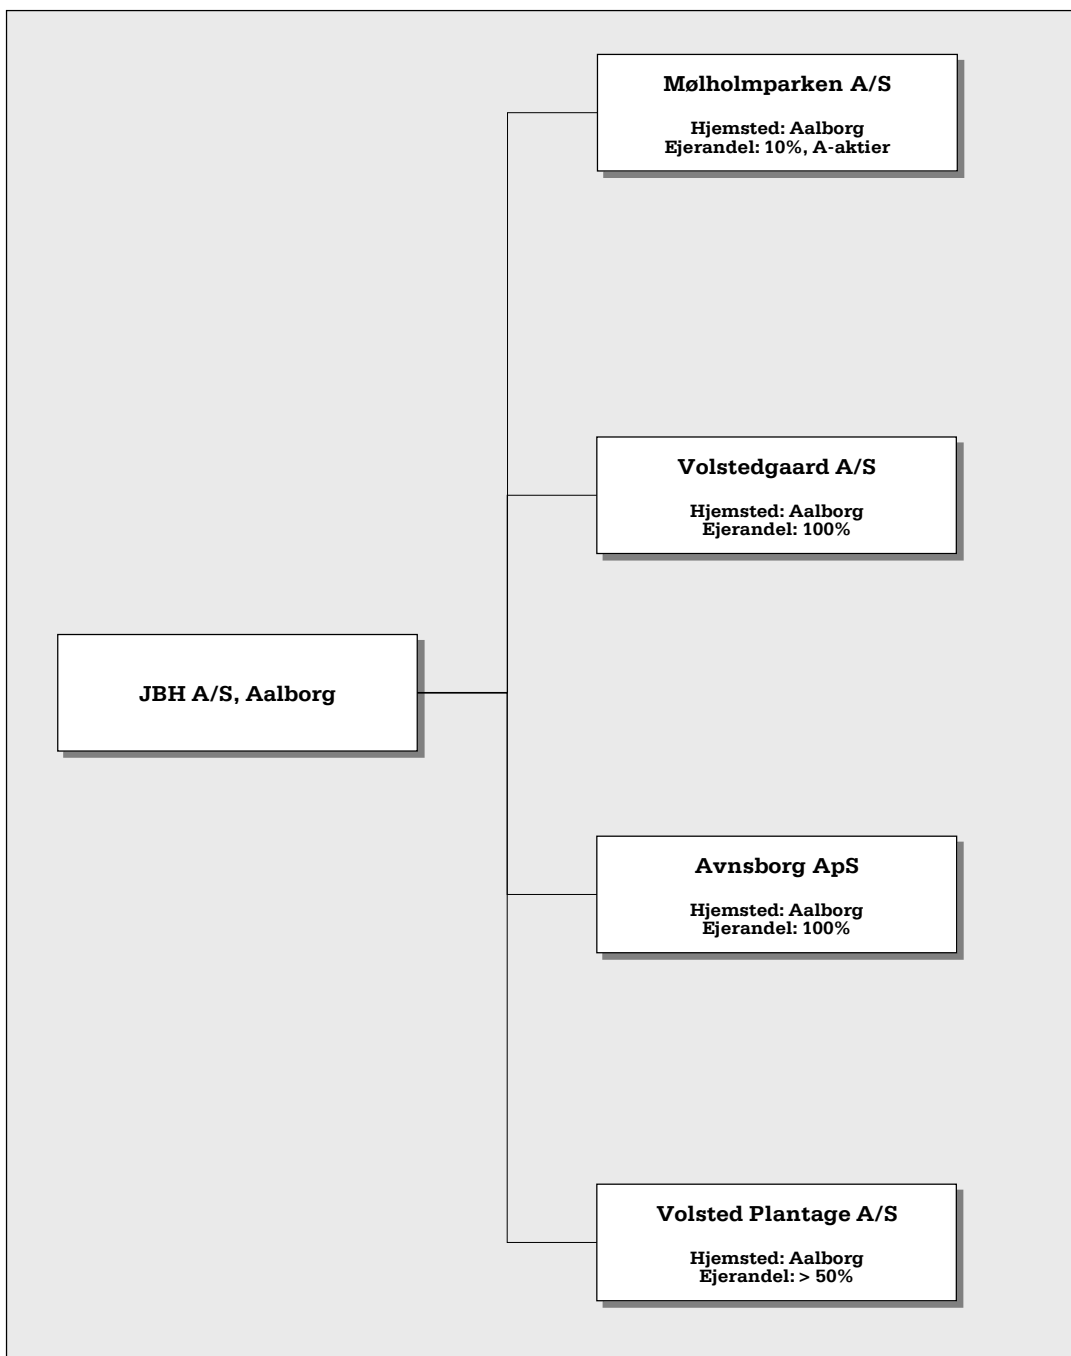 Mølholmparken A/S
Hjemsted: Aalborg
Ejerandel: 10%, A-aktier
Volstedgaard A/S
Hjemsted: Aalborg
Ejerandel: 100%
JBH A/S, Aalborg
Avnsborg ApS
Hjemsted: Aalborg
Ejerandel: 100%
Volsted Plantage A/S
Hjemsted: Aalborg
Ejerandel: > 50%